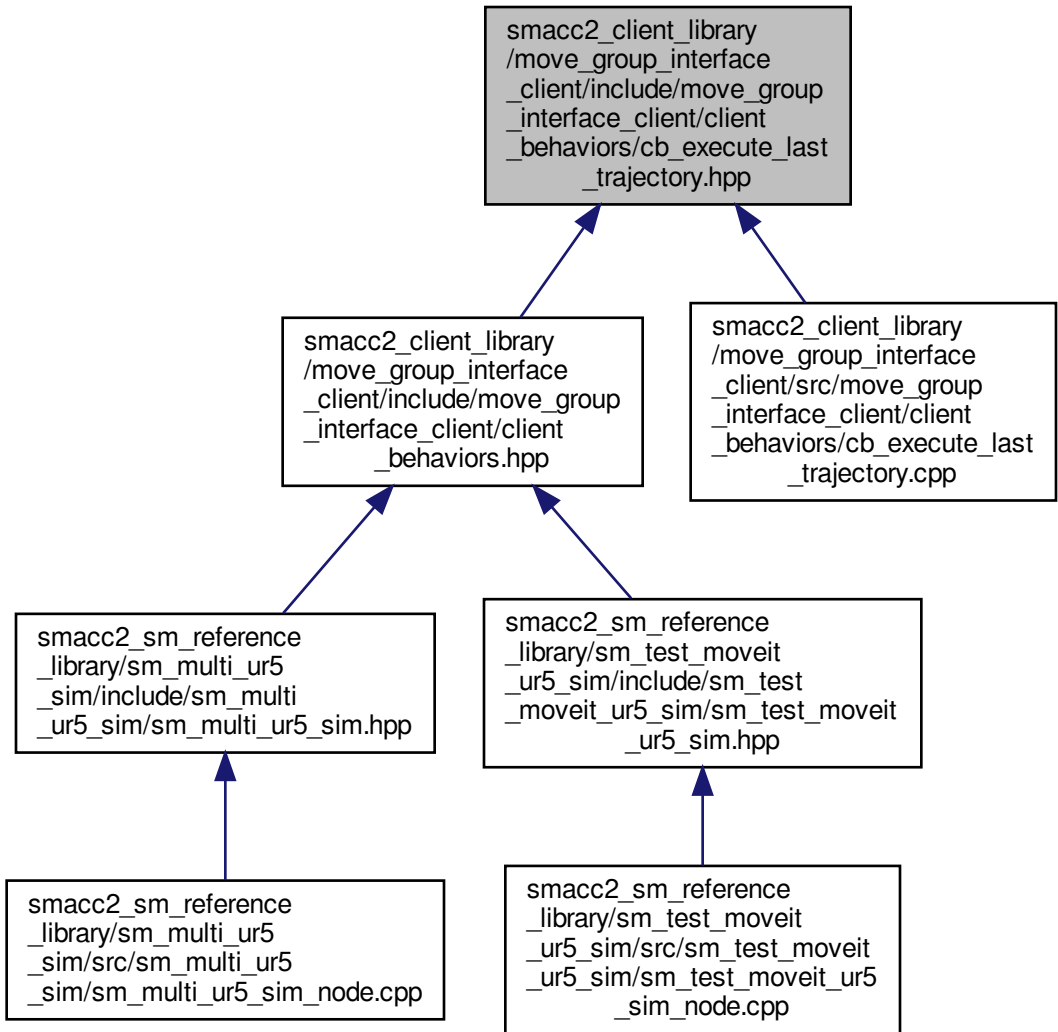 smacc2_client_library
/move_group_interface
_client/include/move_group
_interface_client/client
_behaviors/cb_execute_last
_trajectory.hpp
smacc2_client_library
/move_group_interface
_client/include/move_group
_interface_client/client
_behaviors.hpp
smacc2_client_library
/move_group_interface
_client/src/move_group
_interface_client/client
_behaviors/cb_execute_last
_trajectory.cpp
smacc2_sm_reference
_library/sm_multi_ur5
_sim/include/sm_multi
_ur5_sim/sm_multi_ur5_sim.hpp
smacc2_sm_reference
_library/sm_test_moveit
_ur5_sim/include/sm_test
_moveit_ur5_sim/sm_test_moveit
_ur5_sim.hpp
smacc2_sm_reference
_library/sm_multi_ur5
_sim/src/sm_multi_ur5
_sim/sm_multi_ur5_sim_node.cpp
smacc2_sm_reference
_library/sm_test_moveit
_ur5_sim/src/sm_test_moveit
_ur5_sim/sm_test_moveit_ur5
_sim_node.cpp